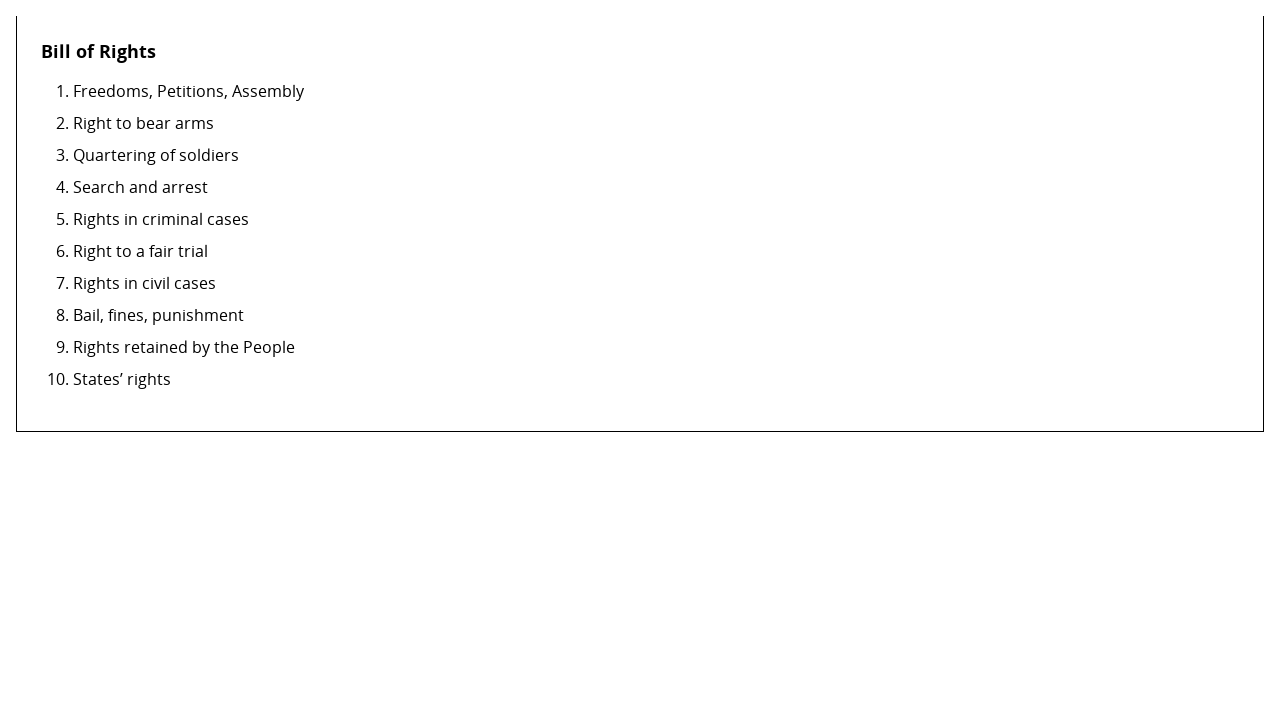 Bill of Rights
1. Freedoms, Petitions, Assembly
2. Right to bear arms
3. Quartering of soldiers
4. Search and arrest
5. Rights in criminal cases
6. Right to a fair trial
7. Rights in civil cases
8. Bail, fines, punishment
9. Rights retained by the People
10. States’ rights